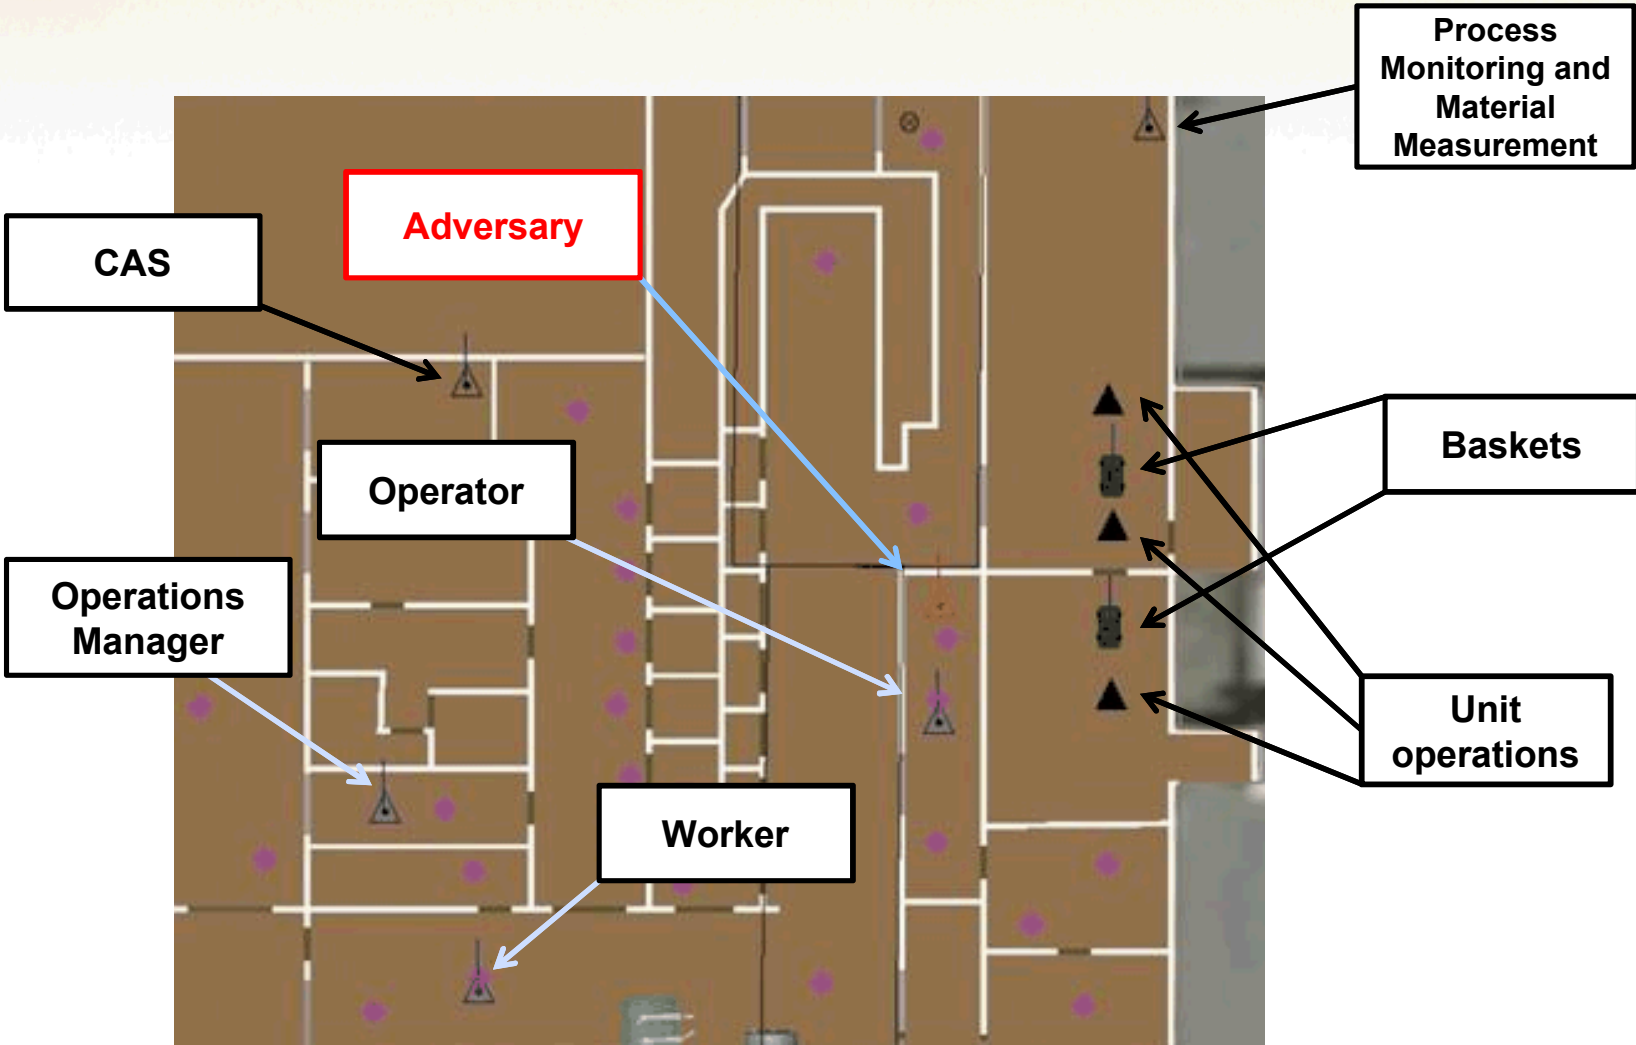 Process
Monitoring and
Material
Measurement
Adversary
CAS
Baskets
Operator
Operations
Manager
Unit
operations
Worker